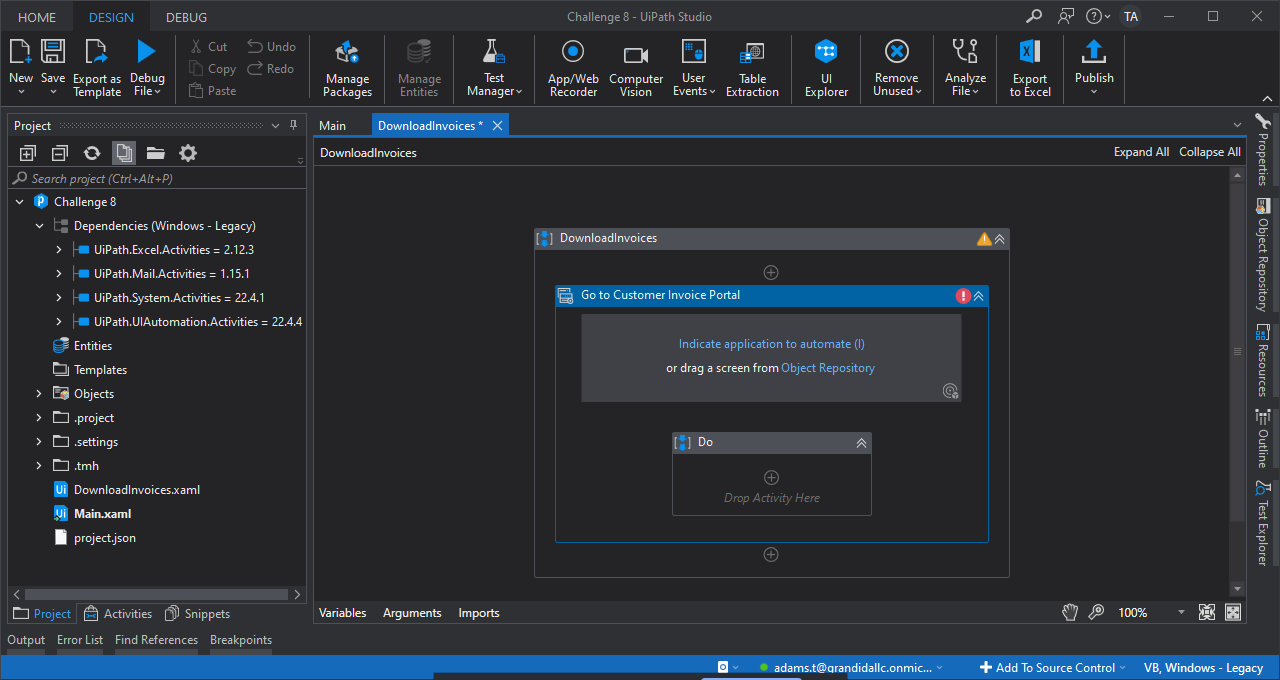 HOME DESIGN DEBUG Challenge 8 - UiPath Studio TA
New Save Export as Template Debug File
Cut Undo
Copy Redo
Paste
Manage Packages
Manage Entities
Test Manager
App/Web Recorder
Computer Vision
User Events
Table Extraction
UI Explorer
Remove Unused
Analyze File
Export to Excel
Publish
Project
Main DownloadInvoices *
DownloadInvoices Expand All Collapse All
Search project (Ctrl+Alt+P)
Challenge 8
Dependencies (Windows - Legacy)
UiPath.Excel.Activities = 2.12.3
UiPath.Mail.Activities = 1.15.1
UiPath.System.Activities = 22.4.1
UiPath.UIAutomation.Activities = 22.4.4
Entities
Templates
Objects
.project
.settings
.tmh
DownloadInvoices.xaml
Main.xaml
project.json
DownloadInvoices
Go to Customer Invoice Portal
Indicate application to automate (I)
or drag a screen from Object Repository
Do
Drop Activity Here
Properties
Object Repository
Resources
Outline
Test Explorer
Project Activities Snippets
Variables Arguments Imports 100%
Output Error List Find References Breakpoints
adams.t@grandidallc.onmic... Add To Source Control VB, Windows - Legacy